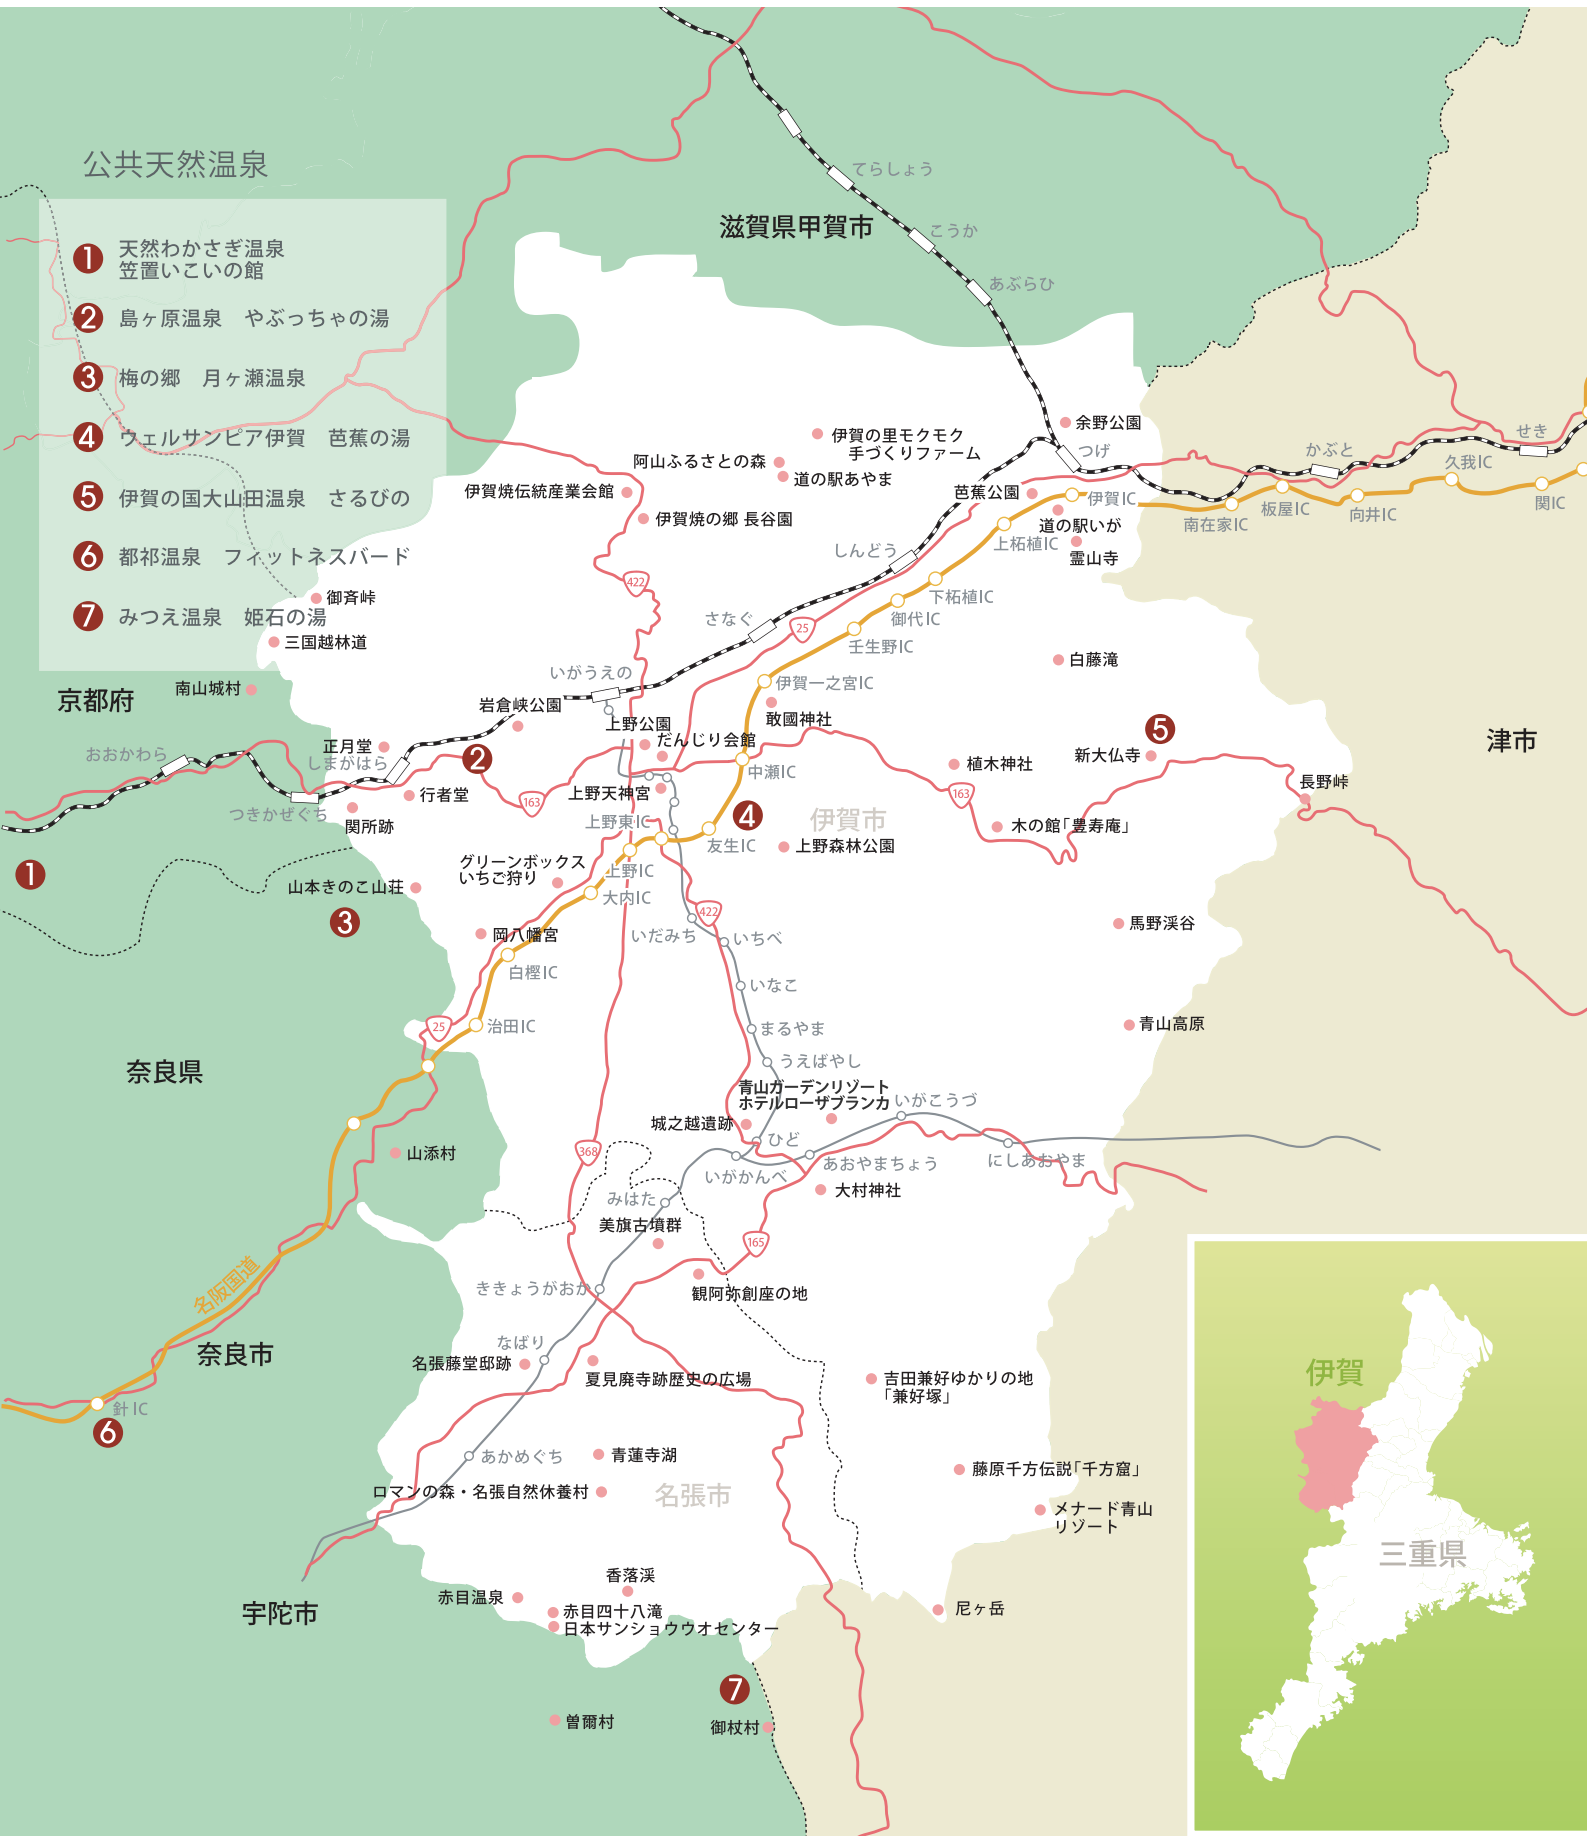 公共天然温泉
1 天然わかさぎ温泉
笠置いこいの館
2 島ヶ原温泉　やぶっちゃの湯
3 梅の郷　月ヶ瀬温泉
4 ウェルサンピア伊賀　芭蕉の湯
5 伊賀の国大山田温泉　さるびの
6 都祁温泉　フィットネスバード
7 みつえ温泉　姫石の湯
てらしょう
滋賀県甲賀市
こうか
あぶらひ
余野公園
伊賀の里モクモク
手づくりファーム
つげ
かぶと
せき
阿山ふるさとの森
道の駅あやま
久我IC
伊賀焼伝統産業会館
芭蕉公園
伊賀IC
関IC
伊賀焼の郷 長谷園
道の駅いが
南在家IC
板屋IC
向井IC
しんどう
上柘植IC
霊山寺
422
御斉峠
下柘植IC
御代IC
さなぐ
25
三国越林道
壬生野IC
白藤滝
いがうえの
南山城村
京都府
伊賀一之宮IC
岩倉峡公園
敢國神社
上野公園
5
だんじり会館
津市
正月堂
おおかわら
しまがはら
2
新大仏寺
植木神社
中瀬IC
長野峠
行者堂
上野天神宮
163
163
つきかぜぐち
関所跡
上野東IC
4
伊賀市
木の館「豊寿庵」
友生IC
上野森林公園
グリーンボックス
いちご狩り
上野IC
1
山本きのこ山荘
大内IC
3
422
馬野渓谷
岡八幡宮
いだみち
いちべ
白樫IC
いなこ
25
治田IC
まるやま
青山高原
うえばやし
奈良県
青山ガーデンリゾート
ホテルローザブランカ
いがこうづ
城之越遺跡
ひど
山添村
368
あおやまちょう
にしあおやま
いがかんべ
みはた
大村神社
美旗古墳群
165
名阪国道
ききょうがおか
観阿弥創座の地
伊賀
なばり
奈良市
名張藤堂邸跡
夏見廃寺跡歴史の広場
吉田兼好ゆかりの地
「兼好塚」
針IC
6
あかめぐち
青蓮寺湖
藤原千方伝説「千方窟」
ロマンの森・名張自然休養村
名張市
メナード青山
リゾート
三重県
香落渓
赤目温泉
宇陀市
赤目四十八滝
尼ヶ岳
日本サンショウウオセンター
7
曽爾村
御杖村